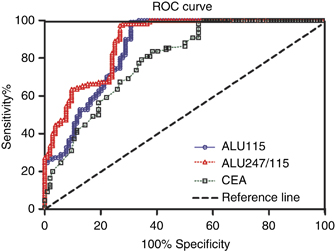 ROC curve
Sensitivity%
100
80
60
40
20
0
0
20
40
60
80
100
100% Specificity
ALU115
ALU247/115
CEA
Reference line